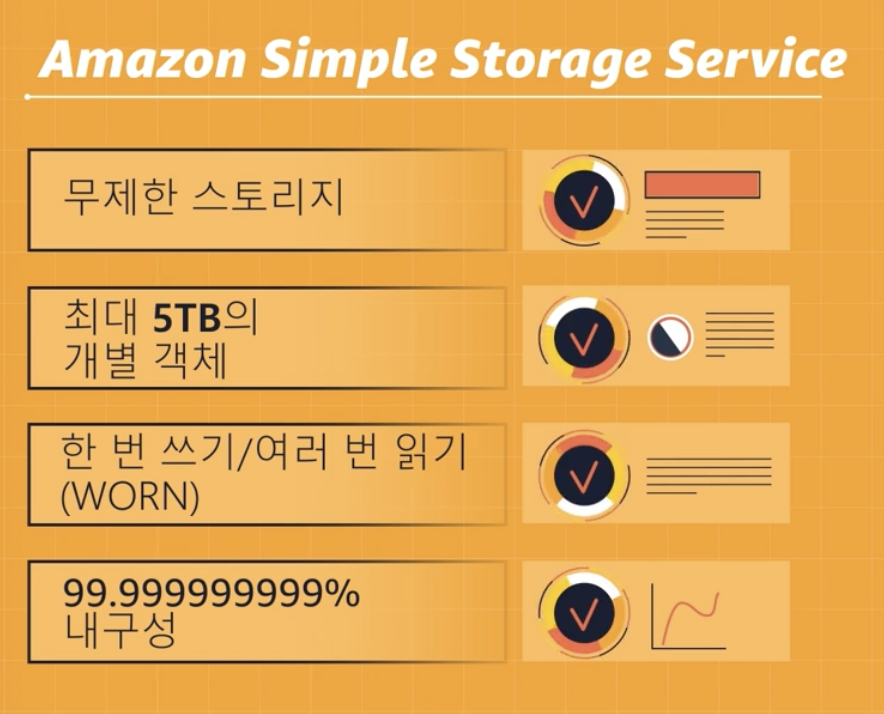 Amazon Simple Storage Service
무제한 스토리지
최대 5TB의
개별 객체
한 번 쓰기/여러 번 읽기
(WORN)
99.999999999%
내구성